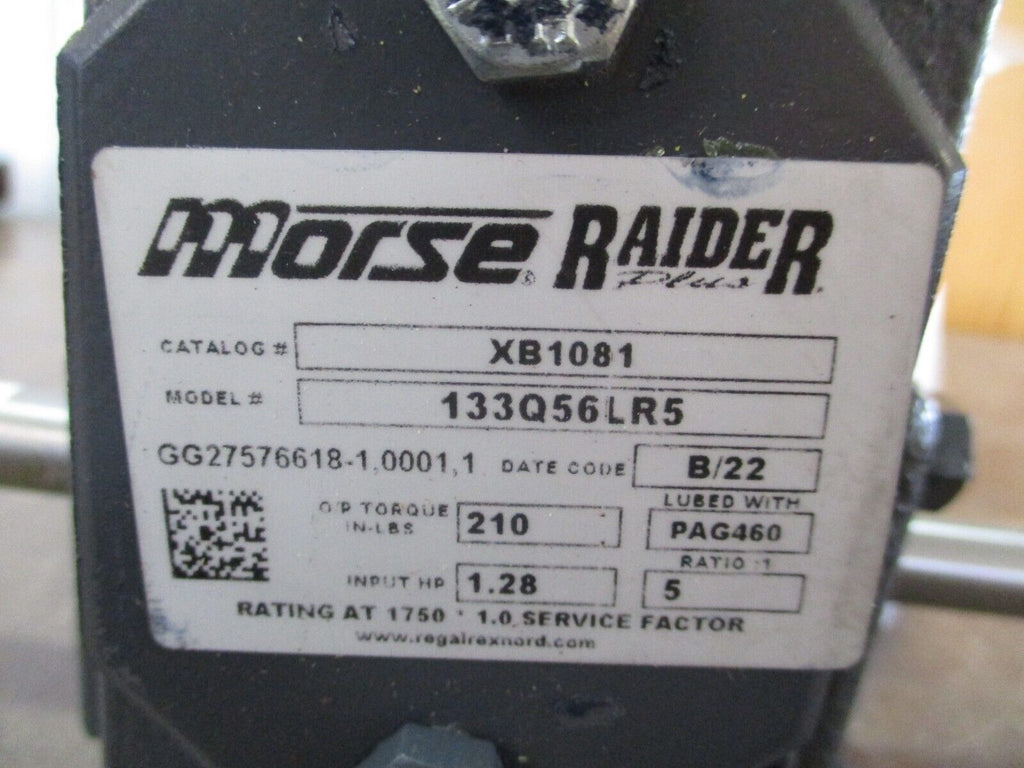 morse® RAIDER Plus
CATALOG # XB1081
MODEL # 133Q56LR5
GG27576618-1,0001,1 DATE CODE B/22
O/P TORQUE IN-LBS 210
LUBED WITH PAG460
INPUT HP 1.28
RATIO :1 5
RATING AT 1750 * 1.0 SERVICE FACTOR
www.regalrexnord.com